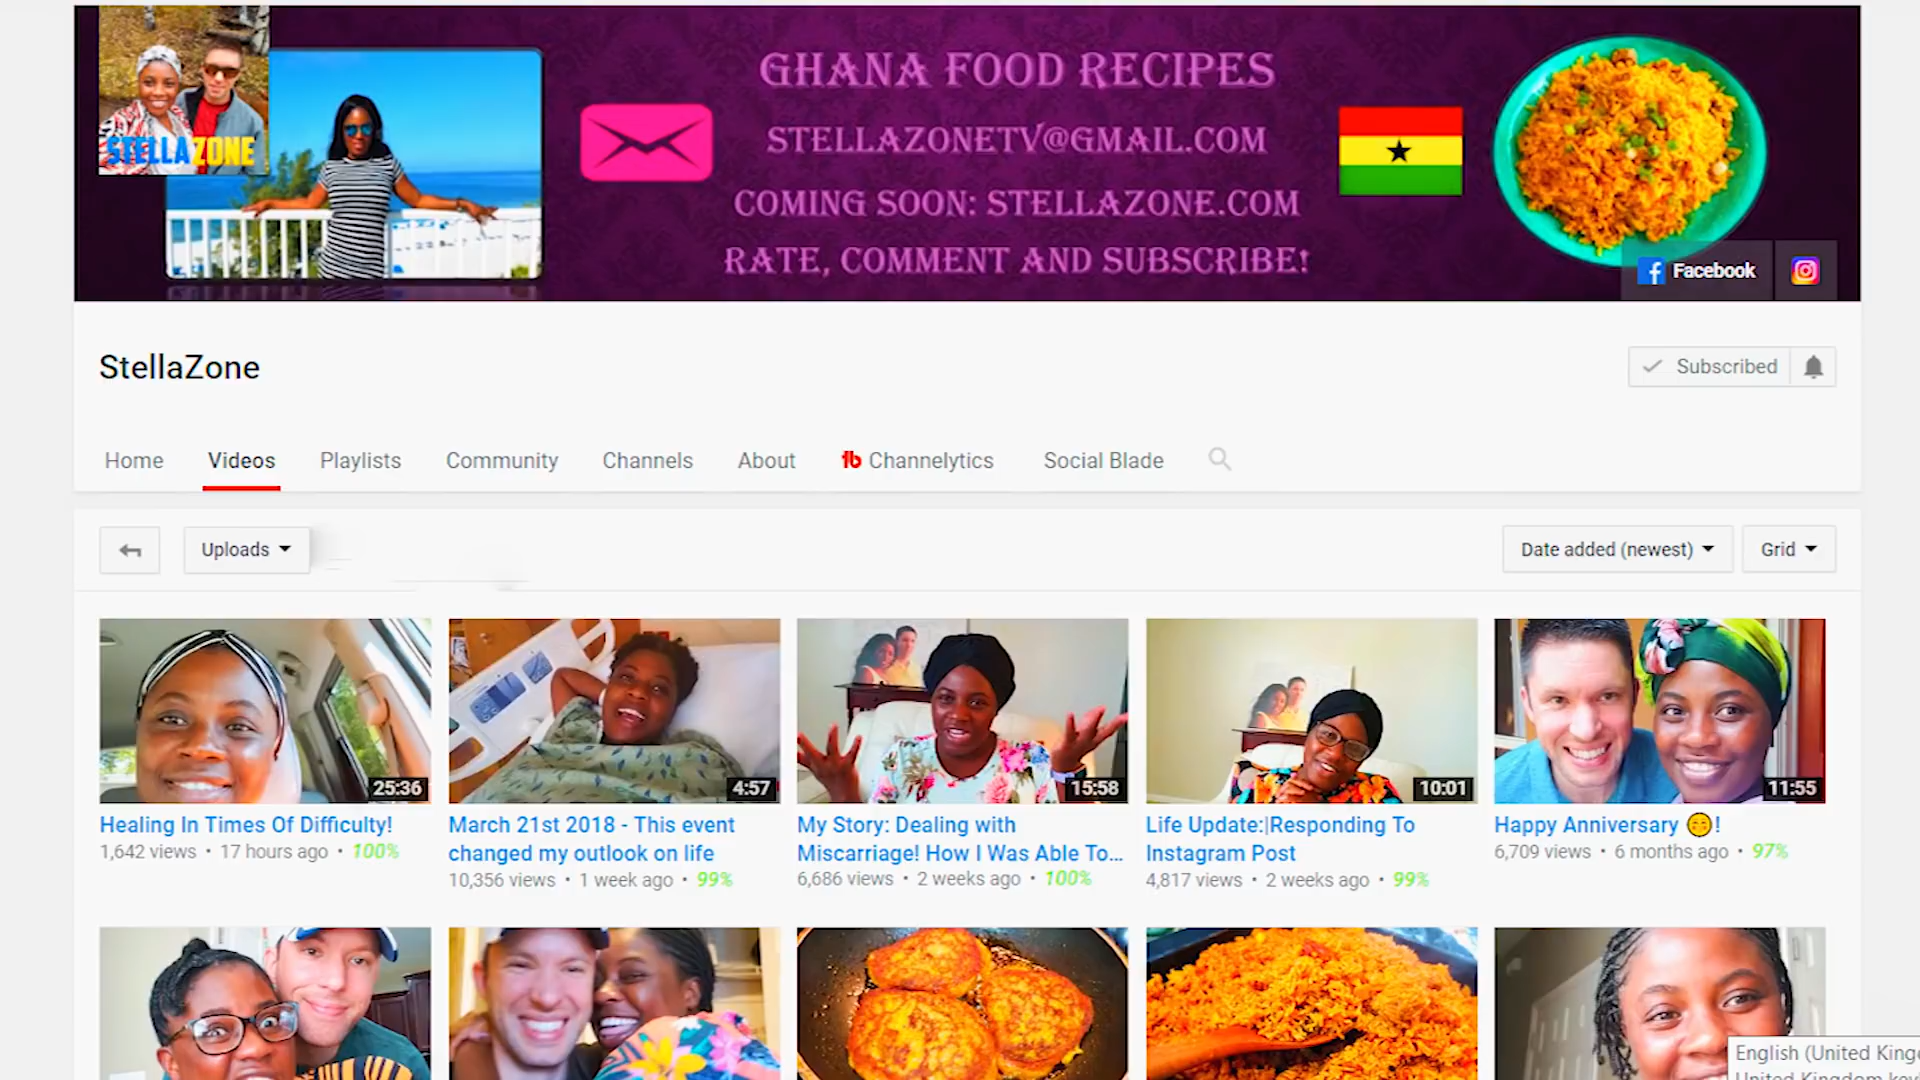 STELLAZONE
GHANA FOOD RECIPES
STELLAZONETV@GMAIL.COM
COMING SOON: STELLAZONE.COM
RATE, COMMENT AND SUBSCRIBE!
Facebook
StellaZone
Subscribed
Home Videos Playlists Community Channels About Channelytics Social Blade
Uploads
Date added (newest) Grid
25:36
4:57
15:58
10:01
11:55
Healing In Times Of Difficulty!
1,642 views • 17 hours ago • 100%
March 21st 2018 - This event
changed my outlook on life
10,356 views • 1 week ago • 99%
My Story: Dealing with
Miscarriage! How I Was Able To...
6,686 views • 2 weeks ago • 100%
Life Update:|Responding To
Instagram Post
4,817 views • 2 weeks ago • 99%
Happy Anniversary 😁!
6,709 views • 6 months ago • 97%
English (United King